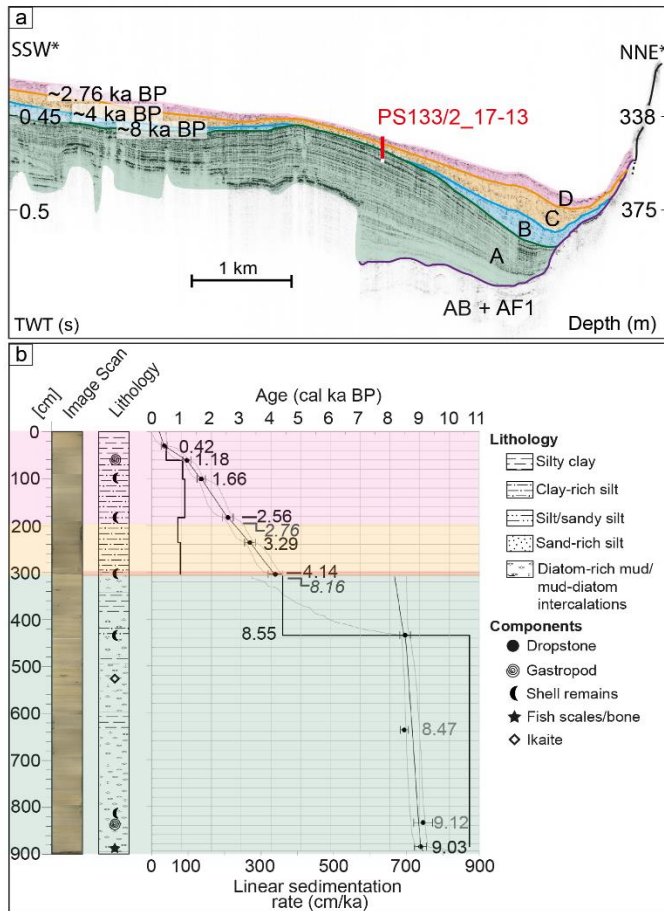 a
SSW*
NNE*
~2.76 ka BP
~4 ka BP
~8 ka BP
0.45
PS133/2_17-13
338
0.5
375
D
C
B
A
1 km
AB + AF1
TWT (s)
Depth (m)
b
[cm]
Image Scan
Lithology
Age (cal ka BP)
0 1 2 3 4 5 6 7 8 9 10 11
0
100
200
300
400
500
600
700
800
900
0.42
1.18
1.66
2.56
2.76
3.29
4.14
8.16
8.55
8.47
9.12
9.03
0 100 200 300 400 700 800 900
Linear sedimentation
rate (cm/ka)
Lithology
Silty clay
Clay-rich silt
Silt/sandy silt
Sand-rich silt
Diatom-rich mud/
mud-diatom
intercalations
Components
Dropstone
Gastropod
Shell remains
Fish scales/bone
Ikaite